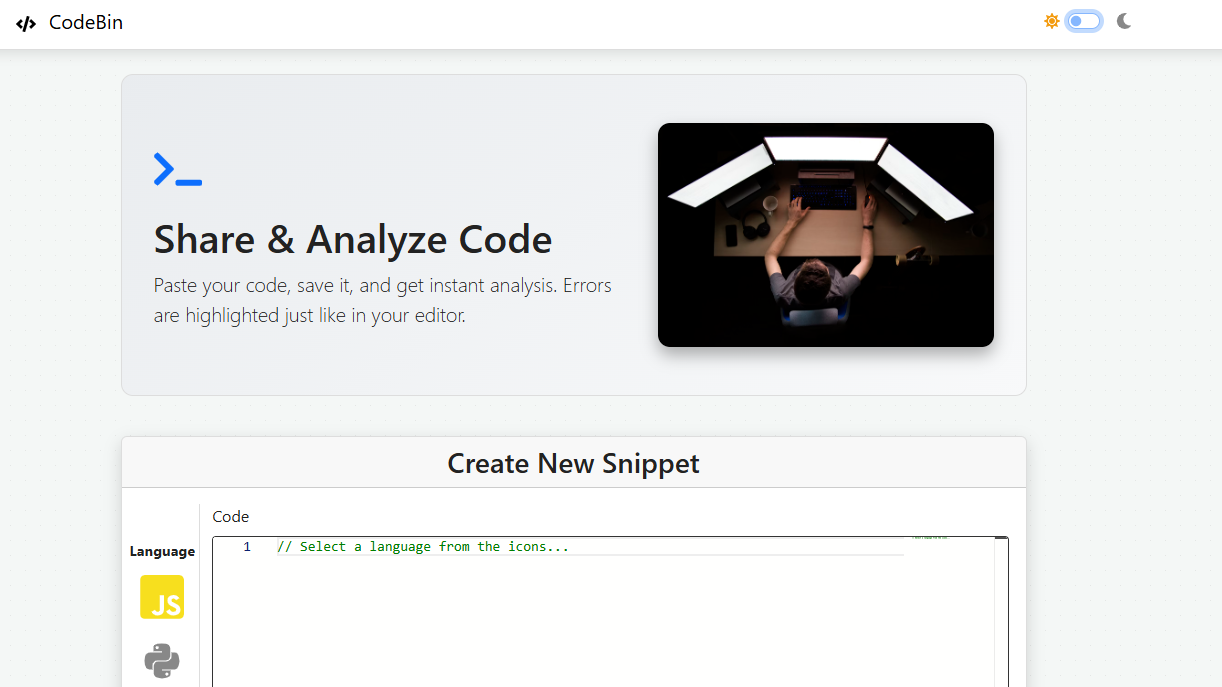 CodeBin
Share & Analyze Code
Paste your code, save it, and get instant analysis. Errors
are highlighted just like in your editor.
Create New Snippet
Code
Language
1 // Select a language from the icons...
JS